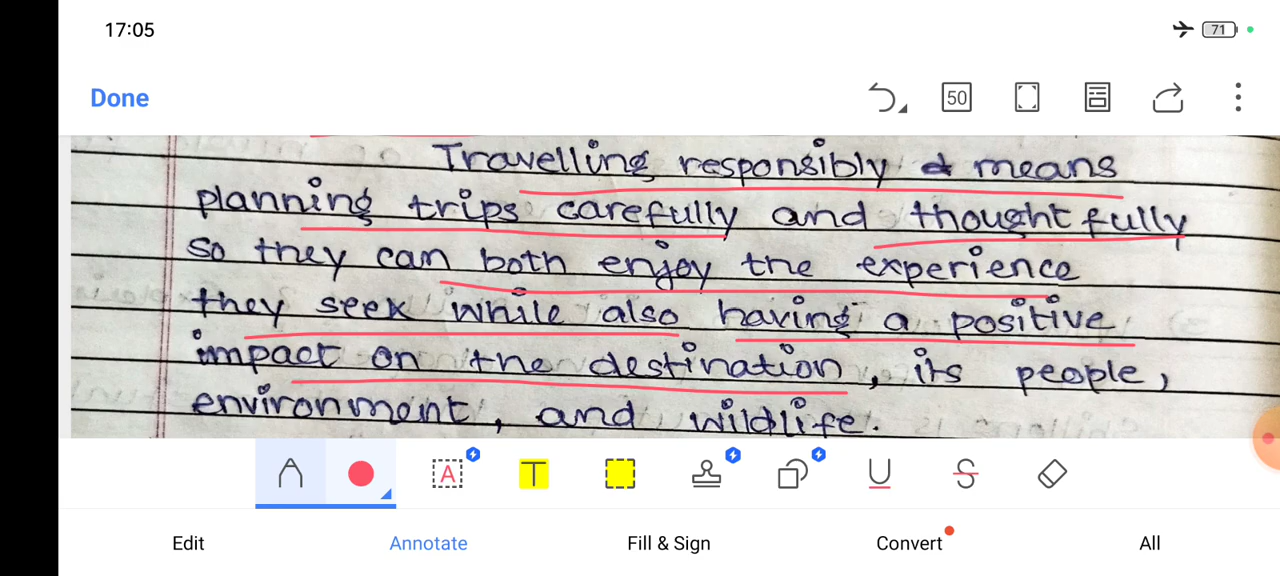 17:05
71
Done
50
Travelling responsibly means
planning trips carefully and thoughtfully
so they can both enjoy the experience
they seek while also having a positive
impact on the destination, its people,
environment, and wildlife.
A
T
U
S
Edit
Annotate
Fill & Sign
Convert
All